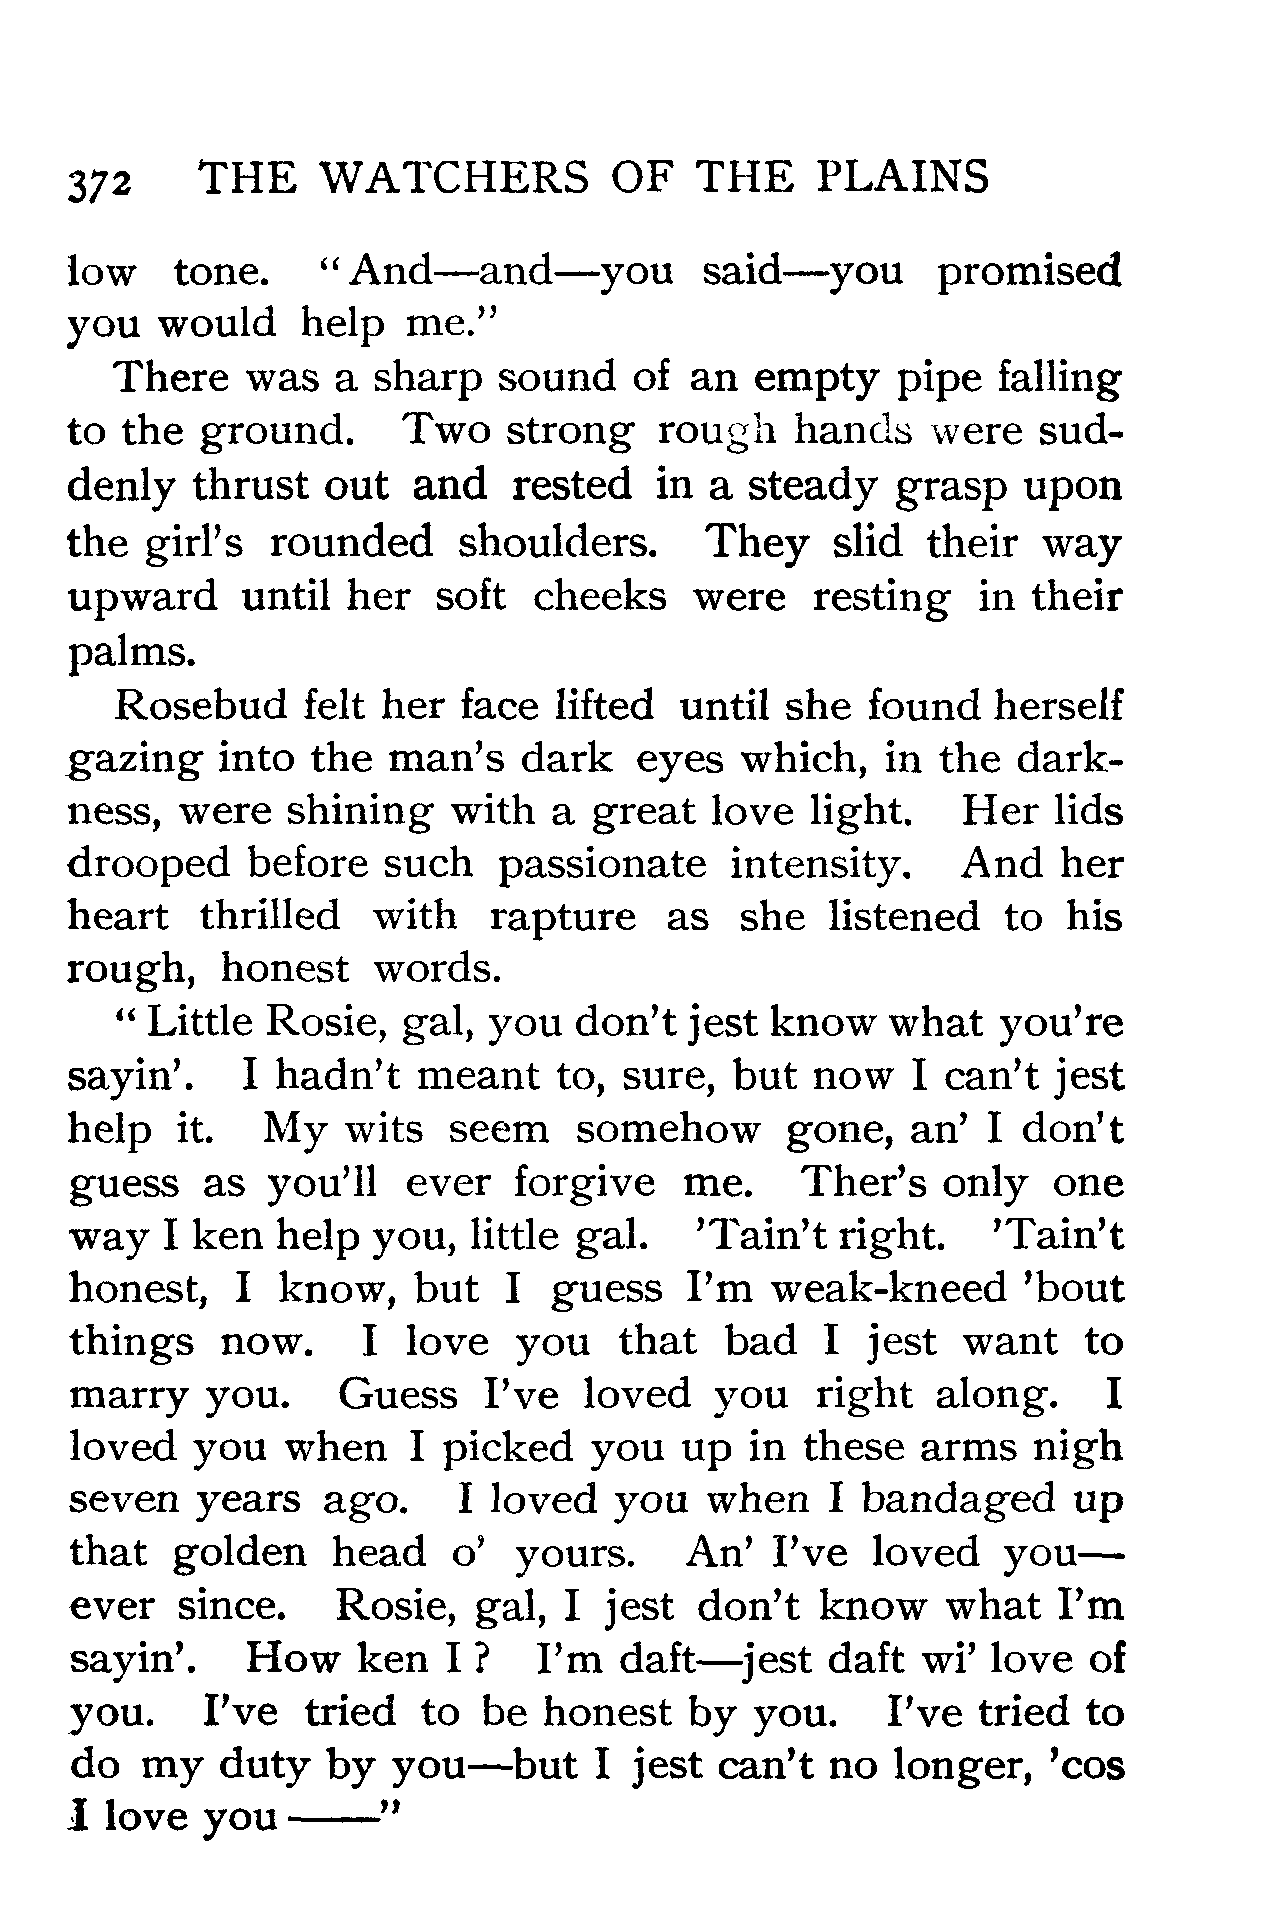 372 THE WATCHERS OF THE PLAINS
low tone. “And—and—you said—you promised
you would help me.”
There was a sharp sound of an empty pipe falling
to the ground. Two strong rough hands were sud-
denly thrust out and rested in a steady grasp upon
the girl’s rounded shoulders. They slid their way
upward until her soft cheeks were resting in their
palms.
Rosebud felt her face lifted until she found herself
gazing into the man’s dark eyes which, in the dark-
ness, were shining with a great love light. Her lids
drooped before such passionate intensity. And her
heart thrilled with rapture as she listened to his
rough, honest words.
“Little Rosie, gal, you don’t jest know what you’re
sayin’. I hadn’t meant to, sure, but now I can’t jest
help it. My wits seem somehow gone, an’ I don’t
guess as you’ll ever forgive me. Ther’s only one
way I ken help you, little gal. ’Tain’t right. ’Tain’t
honest, I know, but I guess I’m weak-kneed ’bout
things now. I love you that bad I jest want to
marry you. Guess I’ve loved you right along. I
loved you when I picked you up in these arms nigh
seven years ago. I loved you when I bandaged up
that golden head o’ yours. An’ I’ve loved you—
ever since. Rosie, gal, I jest don’t know what I’m
sayin’. How ken I? I’m daft—jest daft wi’ love of
you. I’ve tried to be honest by you. I’ve tried to
do my duty by you—but I jest can’t no longer, ’cos
I love you ——”